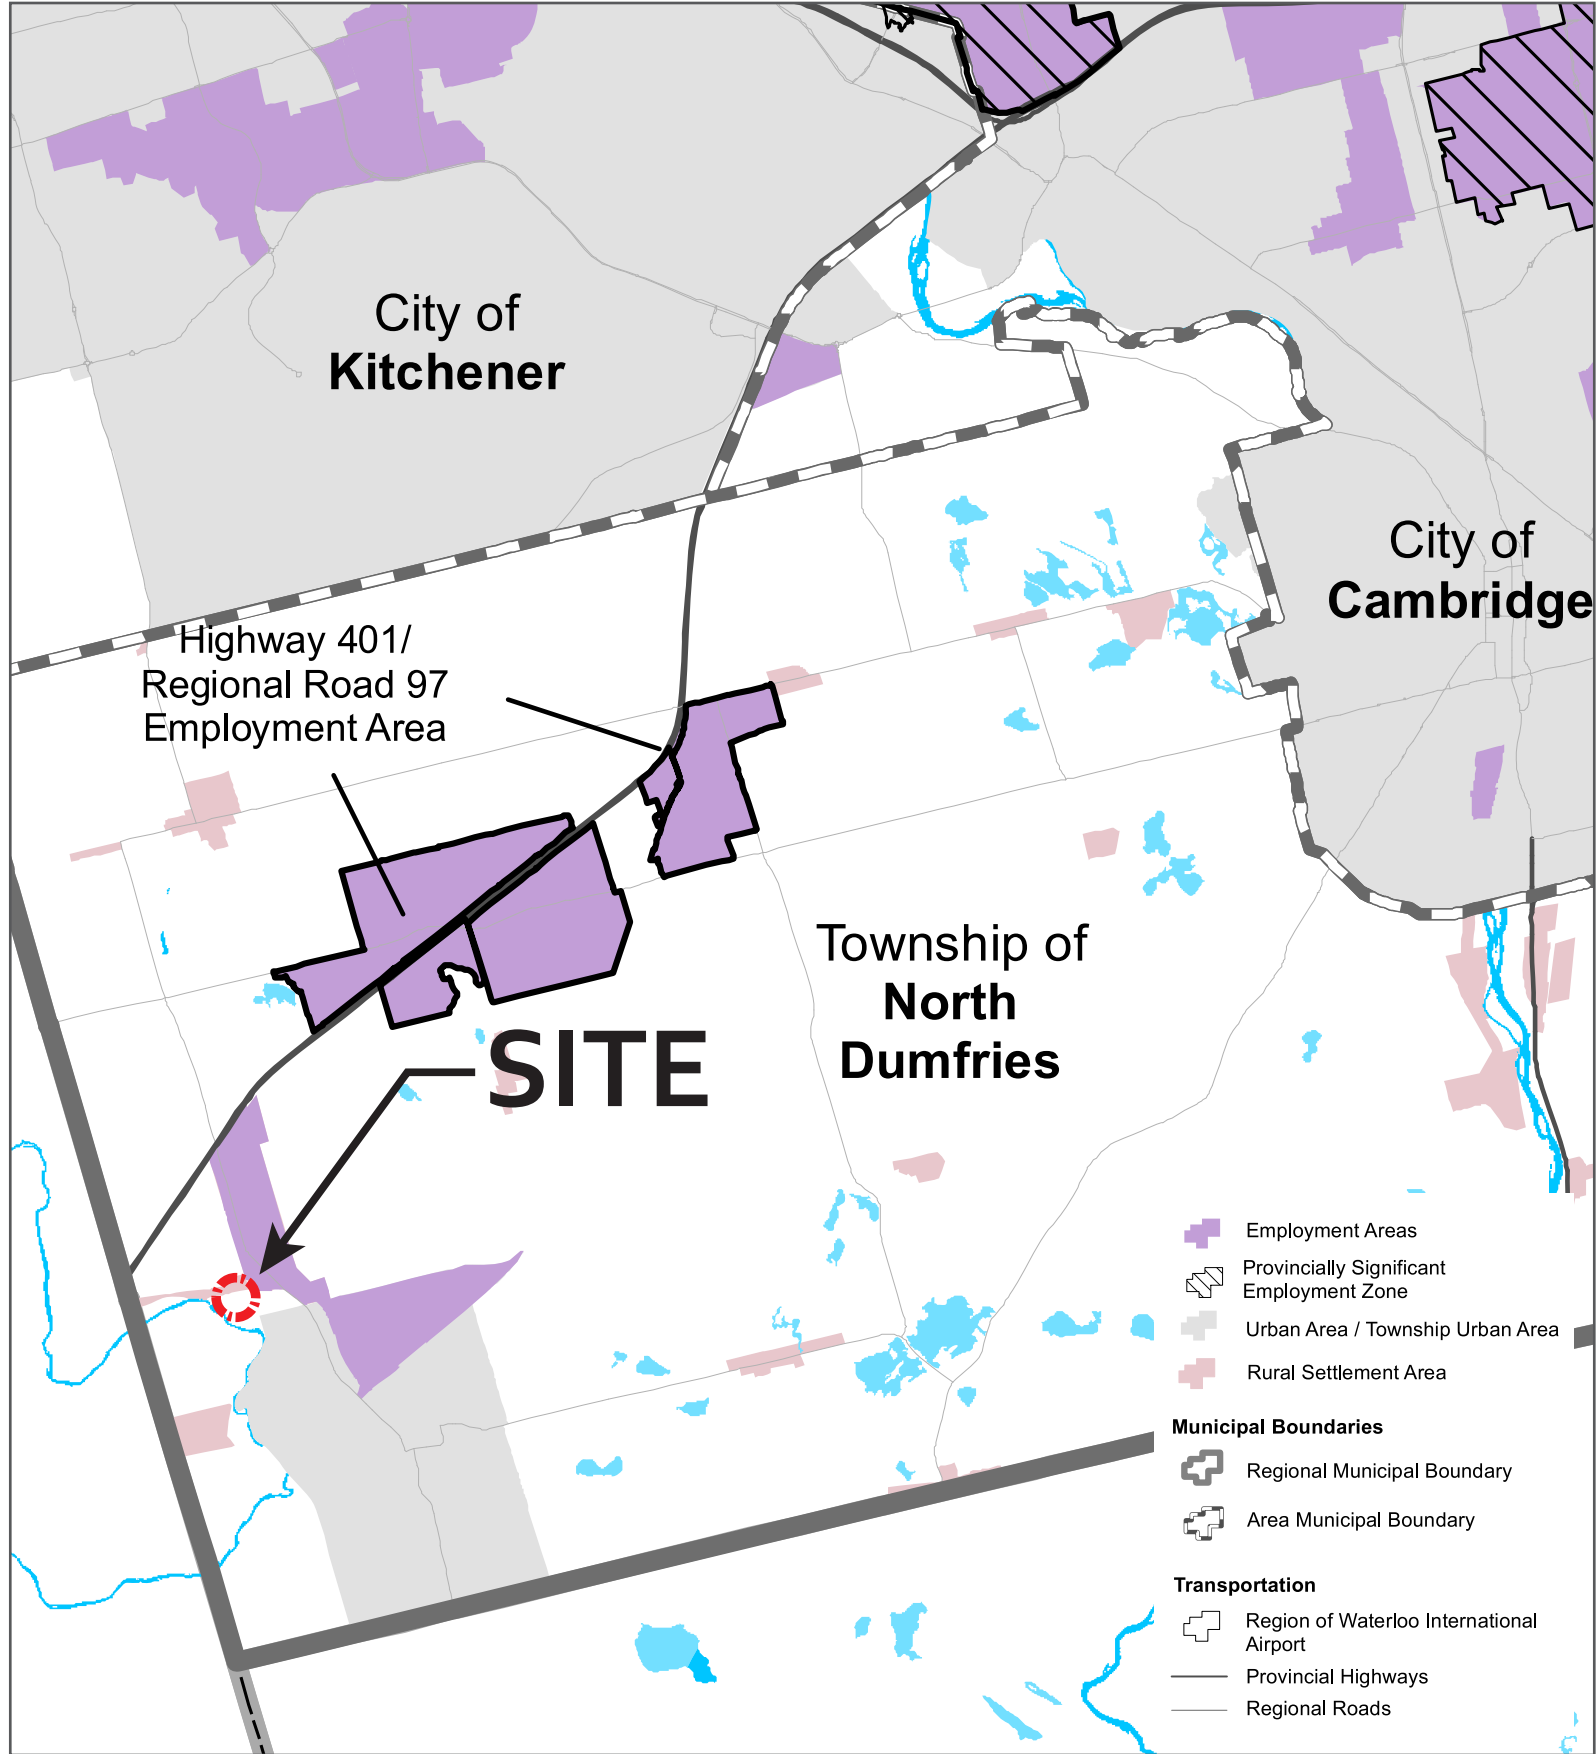 City of
Kitchener
City of
Cambridge
Highway 401/
Regional Road 97
Employment Area
Township of
North
Dumfries
SITE
Employment Areas
Provincially Significant
Employment Zone
Urban Area / Township Urban Area
Rural Settlement Area
Municipal Boundaries
Regional Municipal Boundary
Area Municipal Boundary
Transportation
Region of Waterloo International
Airport
Provincial Highways
Regional Roads